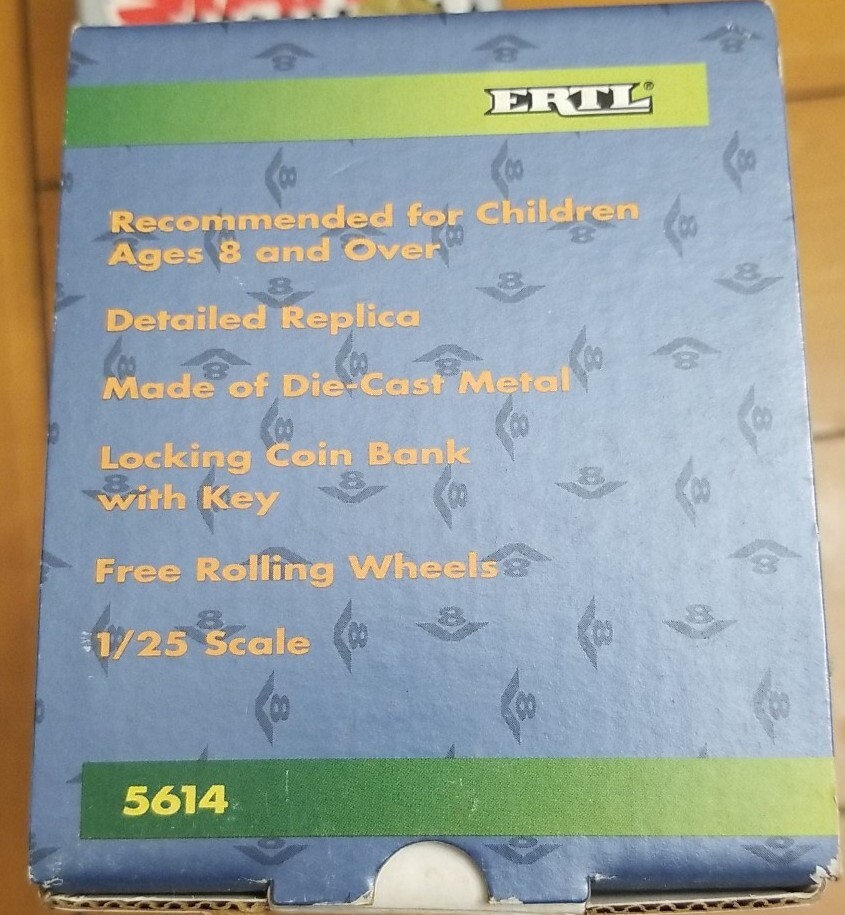 ERTL®
Recommended for Children
Ages 8 and Over
Detailed Replica
Made of Die-Cast Metal
Locking Coin Bank
with Key
Free Rolling Wheels
1/25 Scale
5614